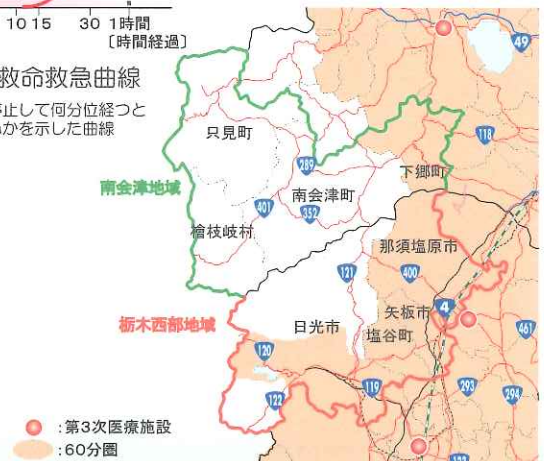 10 15 30 1時間
〔時間経過〕
救命救急曲線
停止して何分位経つと
かを示した曲線
49
只見町
118
289
下郷町
南会津地域
南会津町
401
352
檜枝岐村
那須塩原市
121
400
4
矢板市
栃木西部地域
日光市
塩谷町
461
120
119
293
294
122
:第3次医療施設
:60分圏